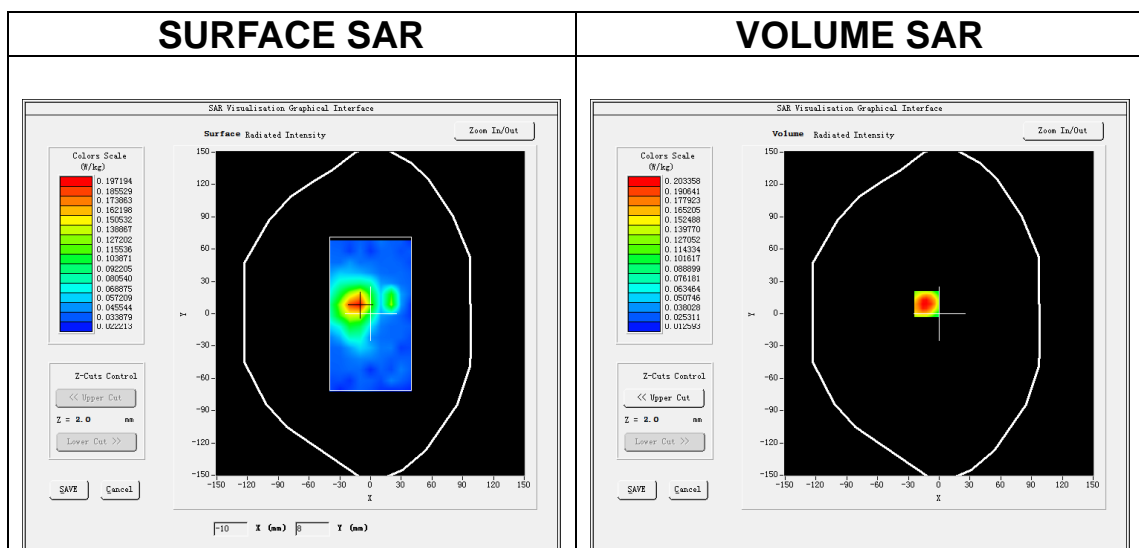 SURFACE SAR
VOLUME SAR
SAR Visualisation Graphical Interface
Surface Radiated Intensity
Zoom In/Out
Colors Scale
(W/kg)
0.197194
0.185529
0.173863
0.162198
0.150532
0.138867
0.127202
0.115536
0.103871
0.092205
0.080540
0.068875
0.057209
0.045544
0.033879
0.022213
Z-Cuts Control
<< Upper Cut
Z = 2.0 mm
Lower Cut >>
SAVE Cancel
150
120
90
60
30
0
-30
-60
-90
-120
-150
Y
-150 -120 -90 -60 -30 0 30 60 90 120 150
X
-10 X (mm) 8 Y (mm)
SAR Visualisation Graphical Interface
Volume Radiated Intensity
Zoom In/Out
Colors Scale
(W/kg)
0.203358
0.190641
0.177923
0.165205
0.152488
0.139770
0.127052
0.114334
0.101617
0.088899
0.076181
0.063464
0.050746
0.038028
0.025311
0.012593
Z-Cuts Control
<< Upper Cut
Z = 2.0 mm
Lower Cut >>
SAVE Cancel
150
120
90
60
30
0
-30
-60
-90
-120
-150
Y
-150 -120 -90 -60 -30 0 30 60 90 120 150
X